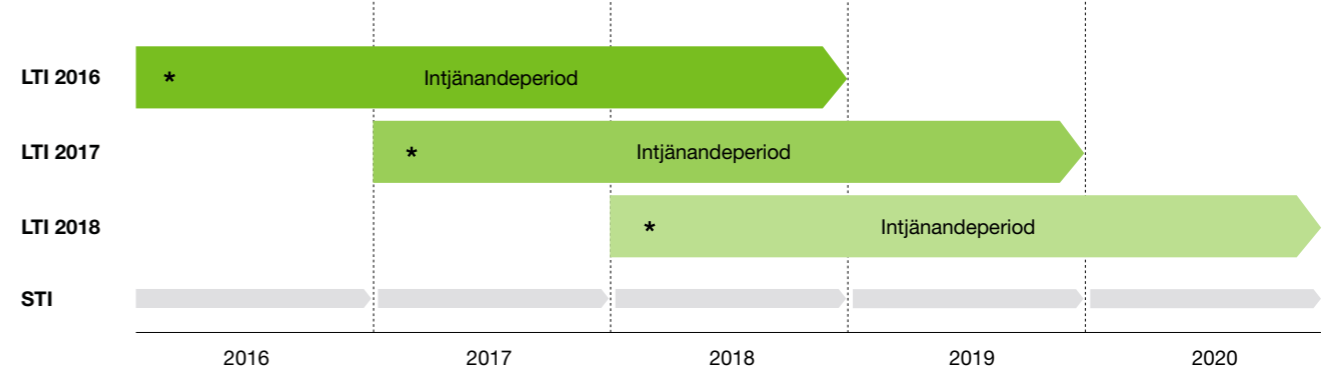 LTI 2016 * Intjänandeperiod
LTI 2017 * Intjänandeperiod
LTI 2018 * Intjänandeperiod
STI
2016 2017 2018 2019 2020